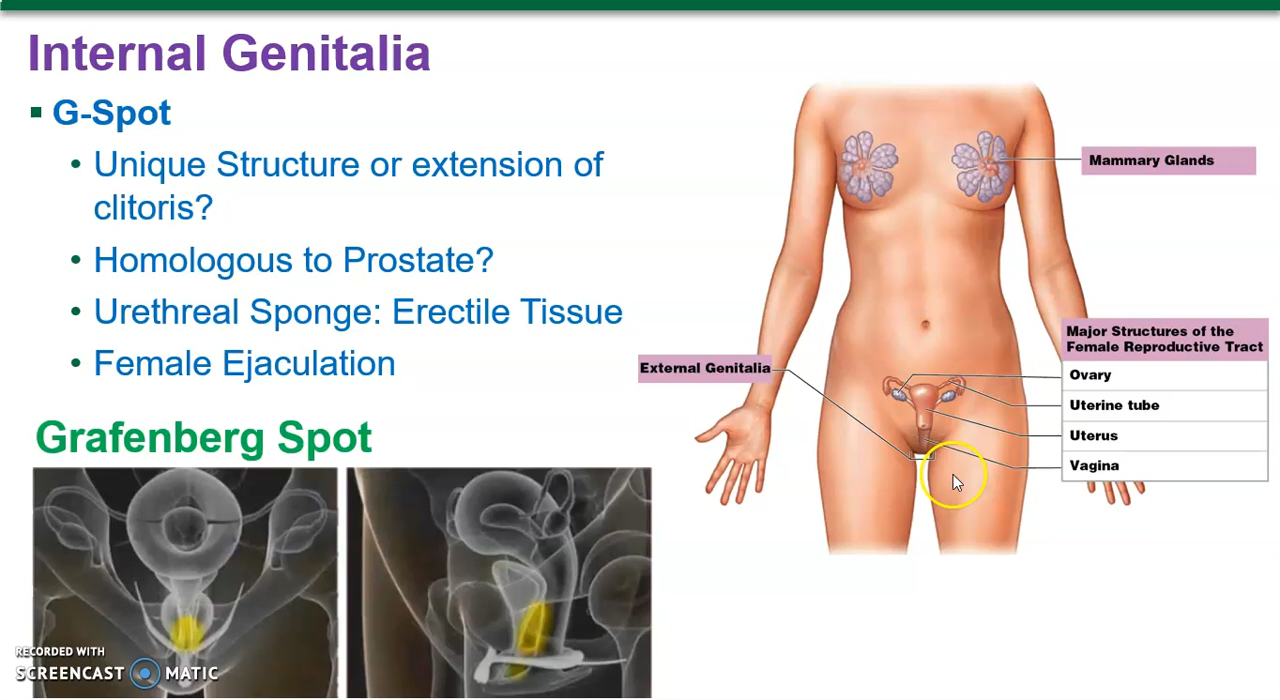 Internal Genitalia
▪ G-Spot
• Unique Structure or extension of
clitoris?
• Homologous to Prostate?
• Urethreal Sponge: Erectile Tissue
• Female Ejaculation
Grafenberg Spot
Mammary Glands
External Genitalia
Major Structures of the
Female Reproductive Tract
Ovary
Uterine tube
Uterus
Vagina
RECORDED WITH
SCREENCAST MATIC